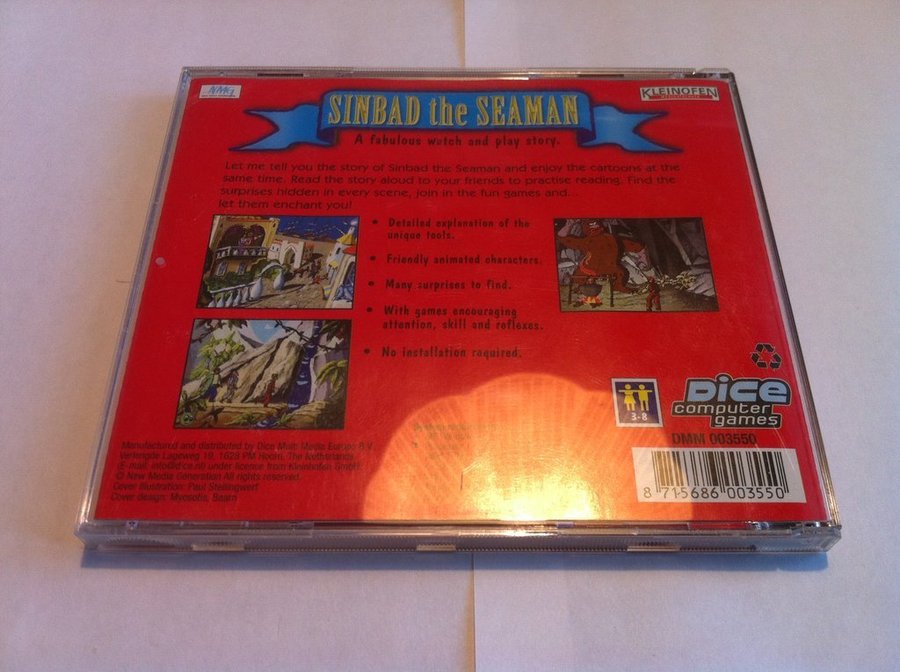 NMG
KLEINOFEN
SINBAD the SEAMAN
A fabulous watch and play story.
Let me tell you the story of Sinbad the Seaman and enjoy the cartoons at the
same time. Read the story aloud to your friends to practise reading. Find the
surprises hidden in every scene, join in the fun games and...
let them enchant you!
• Detailed explanation of the
unique tools.
• Friendly animated characters.
• Many surprises to find.
• With games encouraging
attention, skill and reflexes.
• No installation required.
3-8
DiCE
computer
games
DMM 003550
8 715686 003550
Manufactured and distributed by Dice Multi Media Europe B.V.
Verlengde Lageweg 19, 1628 PM Hoorn, The Netherlands
(E-mail: info@dice.nl) under licence from Kleinhofen GmbH.
© New Media Generation All rights reserved.
Cover illustration: Paul Stellingwerf
Cover design: Myosotis, Bears